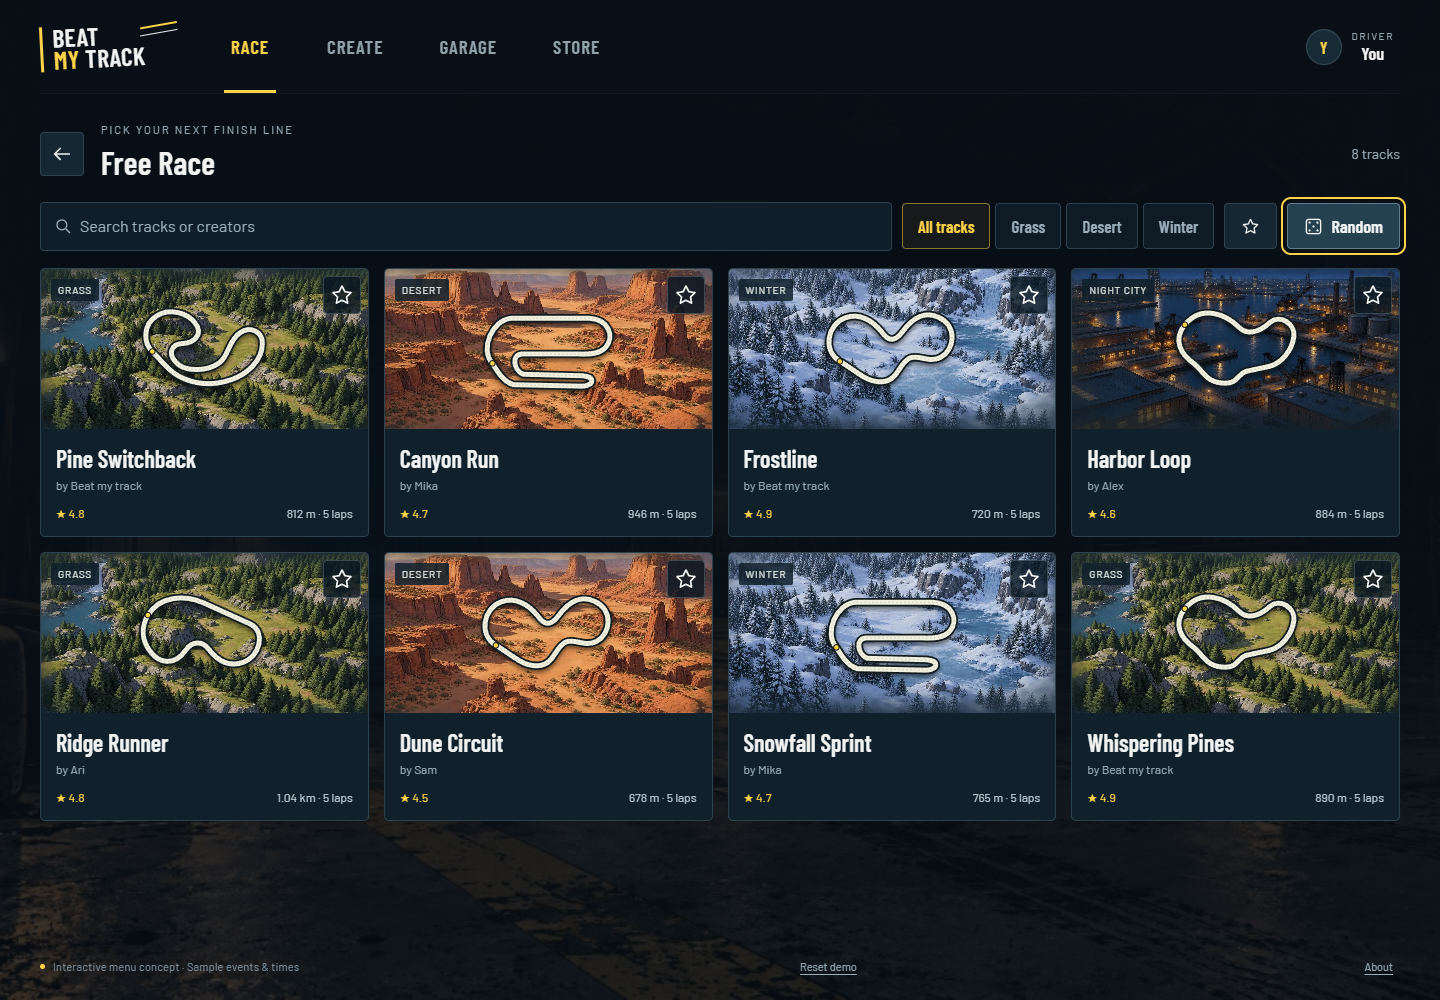 BEAT
MY TRACK
RACE
CREATE
GARAGE
STORE
Y
DRIVER
You
PICK YOUR NEXT FINISH LINE
Free Race
8 tracks
Search tracks or creators
All tracks
Grass
Desert
Winter
Random
GRASS
Pine Switchback
by Beat my track
★ 4.8
812 m · 5 laps
DESERT
Canyon Run
by Mika
★ 4.7
946 m · 5 laps
WINTER
Frostline
by Beat my track
★ 4.9
720 m · 5 laps
NIGHT CITY
Harbor Loop
by Alex
★ 4.6
884 m · 5 laps
GRASS
Ridge Runner
by Ari
★ 4.8
1.04 km · 5 laps
DESERT
Dune Circuit
by Sam
★ 4.5
678 m · 5 laps
WINTER
Snowfall Sprint
by Mika
★ 4.7
765 m · 5 laps
GRASS
Whispering Pines
by Beat my track
★ 4.9
890 m · 5 laps
Interactive menu concept · Sample events & times
Reset demo
About